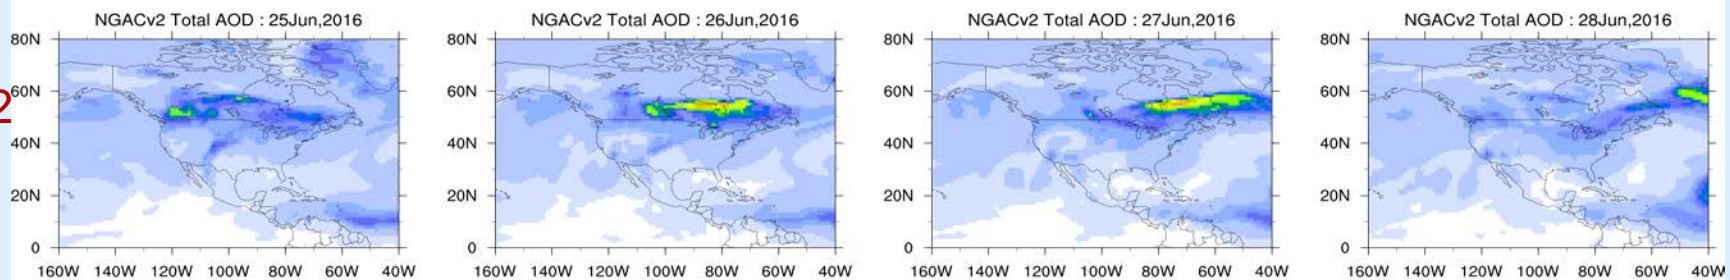 NGACv2 Total AOD : 25Jun,2016
80N
60N
40N
20N
0
160W 140W 120W 100W 80W 60W 40W
NGACv2 Total AOD : 26Jun,2016
80N
60N
40N
20N
0
160W 140W 120W 100W 80W 60W 40W
NGACv2 Total AOD : 27Jun,2016
80N
60N
40N
20N
0
160W 140W 120W 100W 80W 60W 40W
NGACv2 Total AOD : 28Jun,2016
80N
60N
40N
20N
0
160W 140W 120W 100W 80W 60W 40W
2